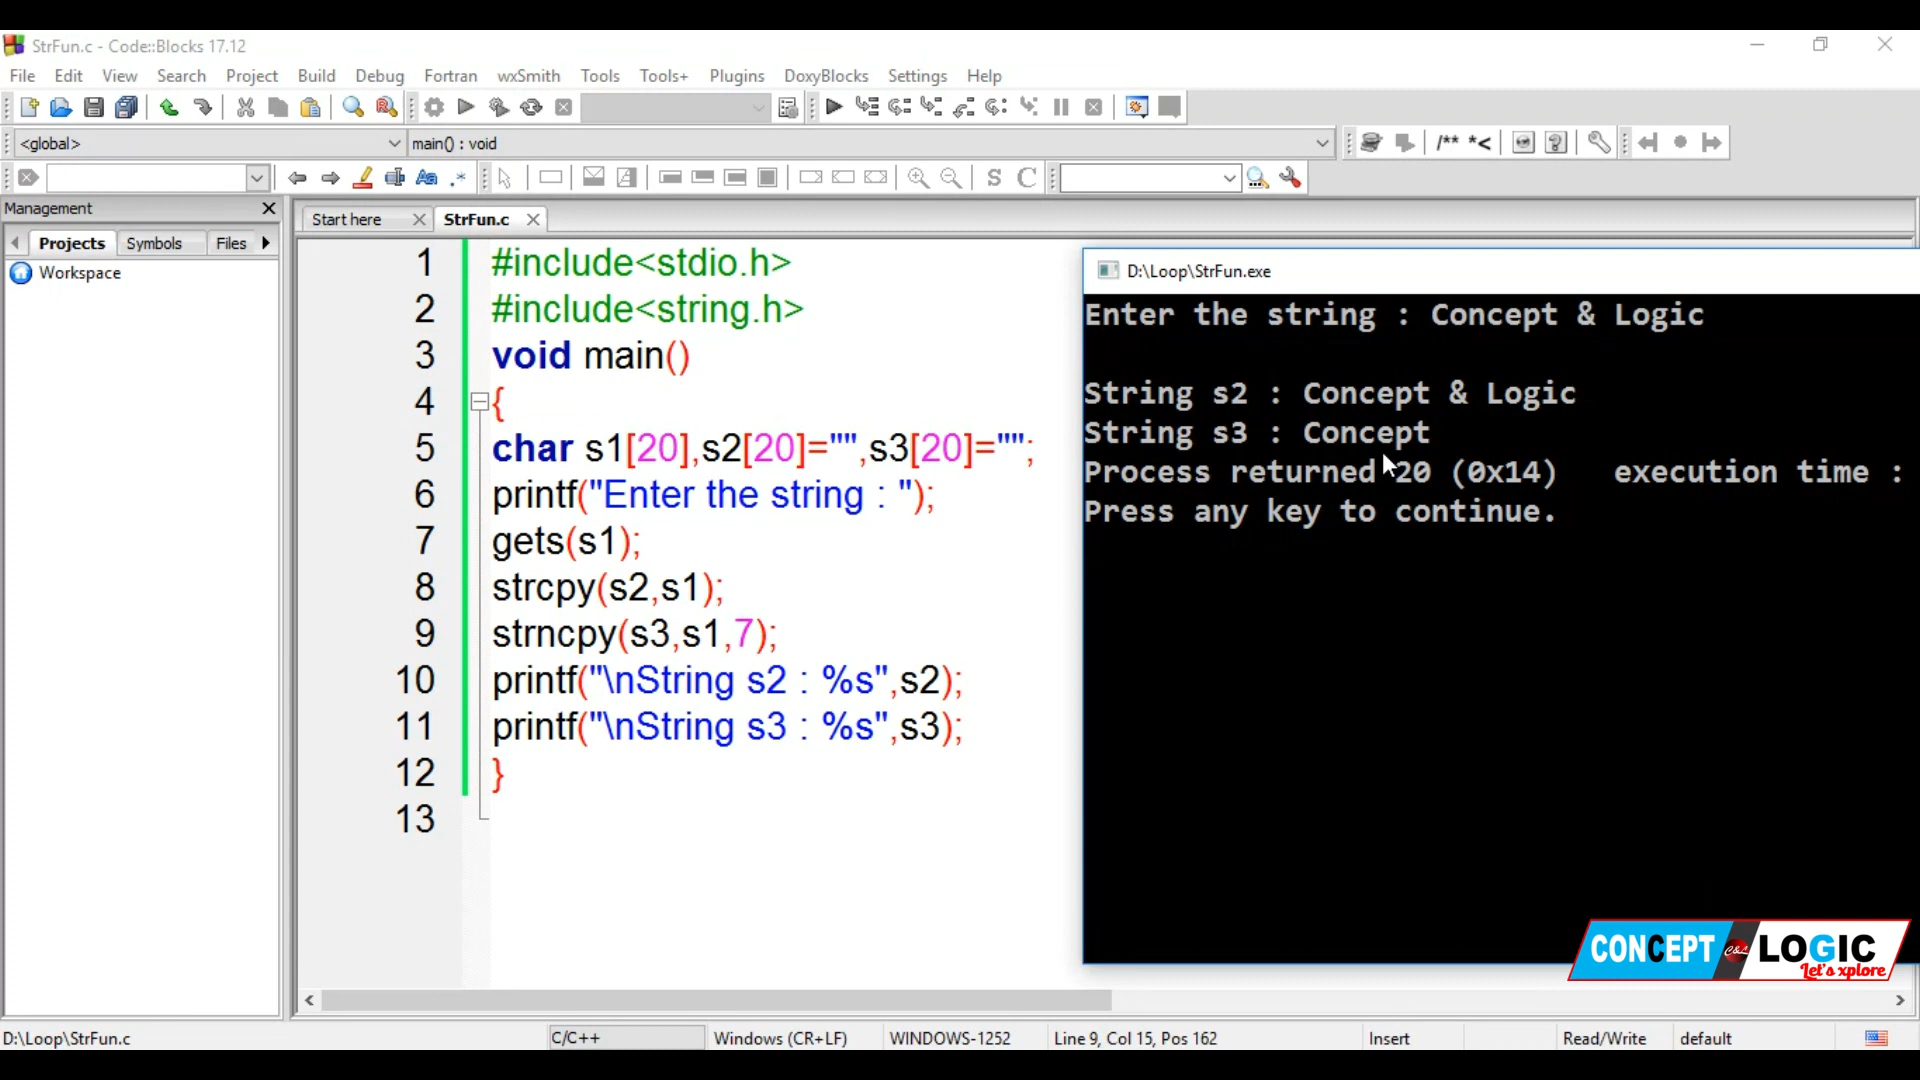 StrFun.c - Code::Blocks 17.12
File Edit View Search Project Build Debug Fortran wxSmith Tools Tools+ Plugins DoxyBlocks Settings Help
<global> main() : void
/** *<
Aa .* S C
Management
Projects Symbols Files
Workspace
Start here StrFun.c
1 #include<stdio.h>
2 #include<string.h>
3 void main()
4 {
5 char s1[20],s2[20]="",s3[20]="";
6 printf("Enter the string : ");
7 gets(s1);
8 strcpy(s2,s1);
9 strncpy(s3,s1,7);
10 printf("\nString s2 : %s",s2);
11 printf("\nString s3 : %s",s3);
12 }
13
D:\Loop\StrFun.exe
Enter the string : Concept & Logic
String s2 : Concept & Logic
String s3 : Concept
Process returned 20 (0x14) execution time :
Press any key to continue.
CONCEPT C&L LOGIC
Let's xplore
D:\Loop\StrFun.c C/C++ Windows (CR+LF) WINDOWS-1252 Line 9, Col 15, Pos 162 Insert Read/Write default